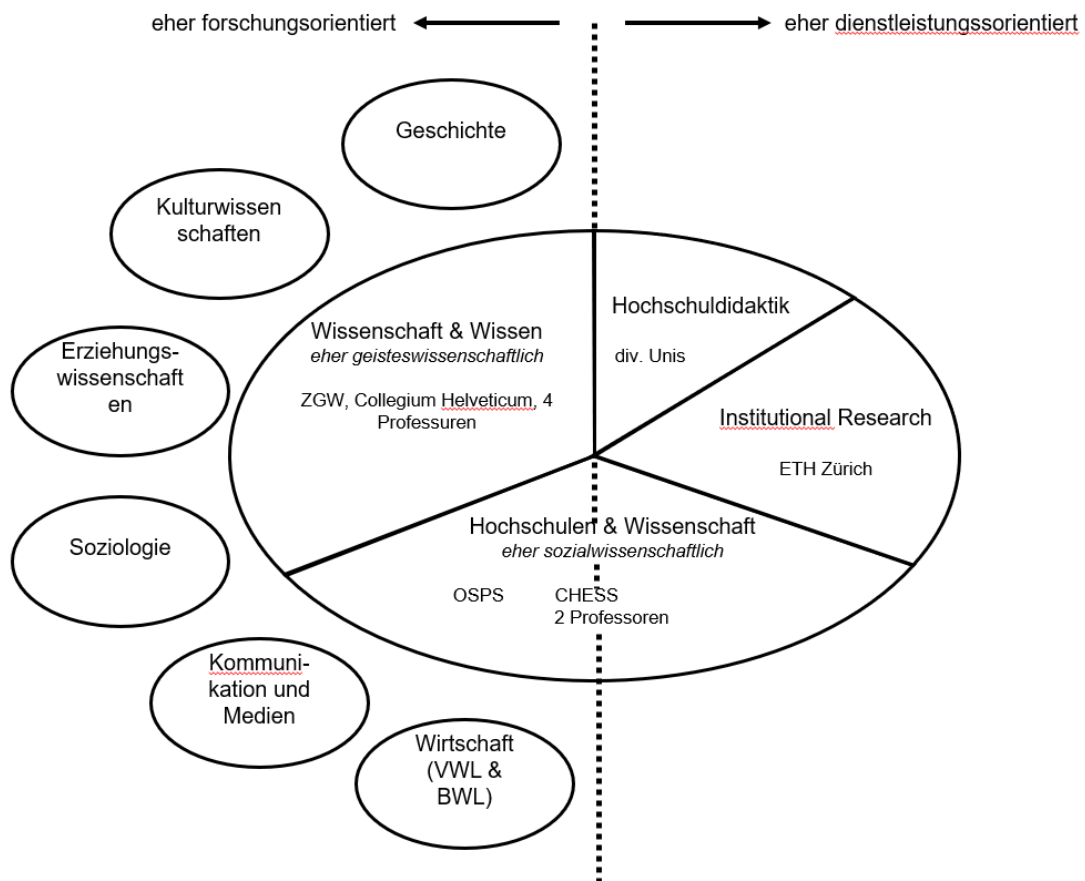 eher forschungsorientiert
eher dienstleistungssorientiert
Geschichte
Kulturwissen
schaften
Erziehungs-
wissenschaft
en
Soziologie
Kommuni-
kation und
Medien
Wirtschaft
(VWL &
BWL)
Wissenschaft & Wissen
eher geisteswissenschaftlich
ZGW, Collegium Helveticum, 4
Professuren
Hochschuldidaktik
div. Unis
Institutional Research
ETH Zürich
Hochschulen & Wissenschaft
eher sozialwissenschaftlich
OSPS
CHESS
2 Professoren